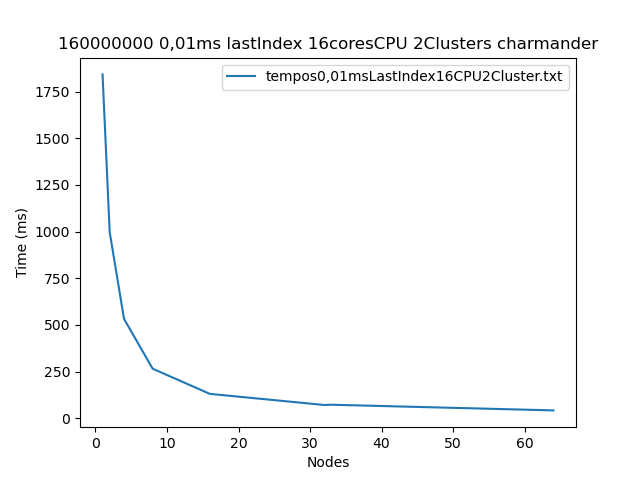 160000000 0,01ms lastIndex 16coresCPU 2Clusters charmander
tempos0,01msLastIndex16CPU2Cluster.txt
Time (ms)
1750
1500
1250
1000
750
500
250
0
0 10 20 30 40 50 60
Nodes